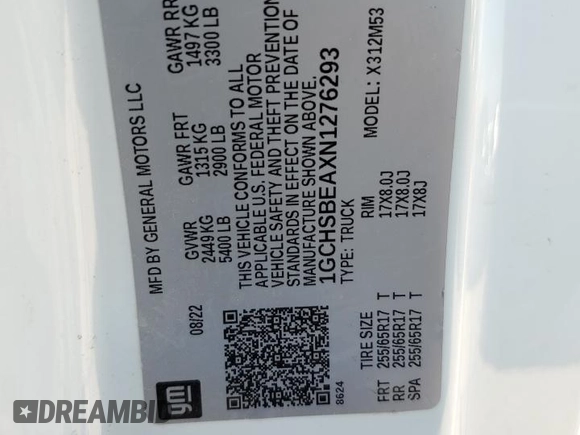 MFD BY GENERAL MOTORS LLC
08/22
GVWR GAWR FRT GAWR RR
2449 KG 1315 KG 1497 KG
5400 LB 2900 LB 3300 LB
THIS VEHICLE CONFORMS TO ALL
APPLICABLE U.S. FEDERAL MOTOR
VEHICLE SAFETY AND THEFT PREVENTION
STANDARDS IN EFFECT ON THE DATE OF
MANUFACTURE SHOWN ABOVE.
1GCHSBEAXN1276293
TYPE: TRUCK MODEL: X312M53
8624
TIRE SIZE RIM
FRT 255/65R17 T 17X8.0J
RR 255/65R17 T 17X8.0J
SPA 255/65R17 T 17X8J
gm
DREAMBID